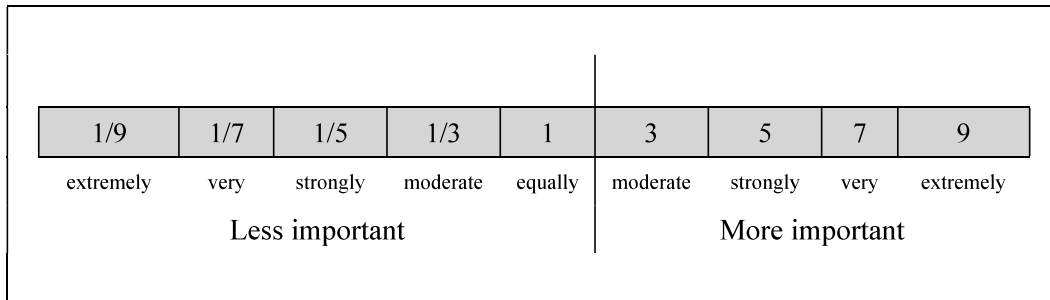 1/9 1/7 1/5 1/3 1 3 5 7 9
extremely very strongly moderate equally moderate strongly very extremely
Less important More important